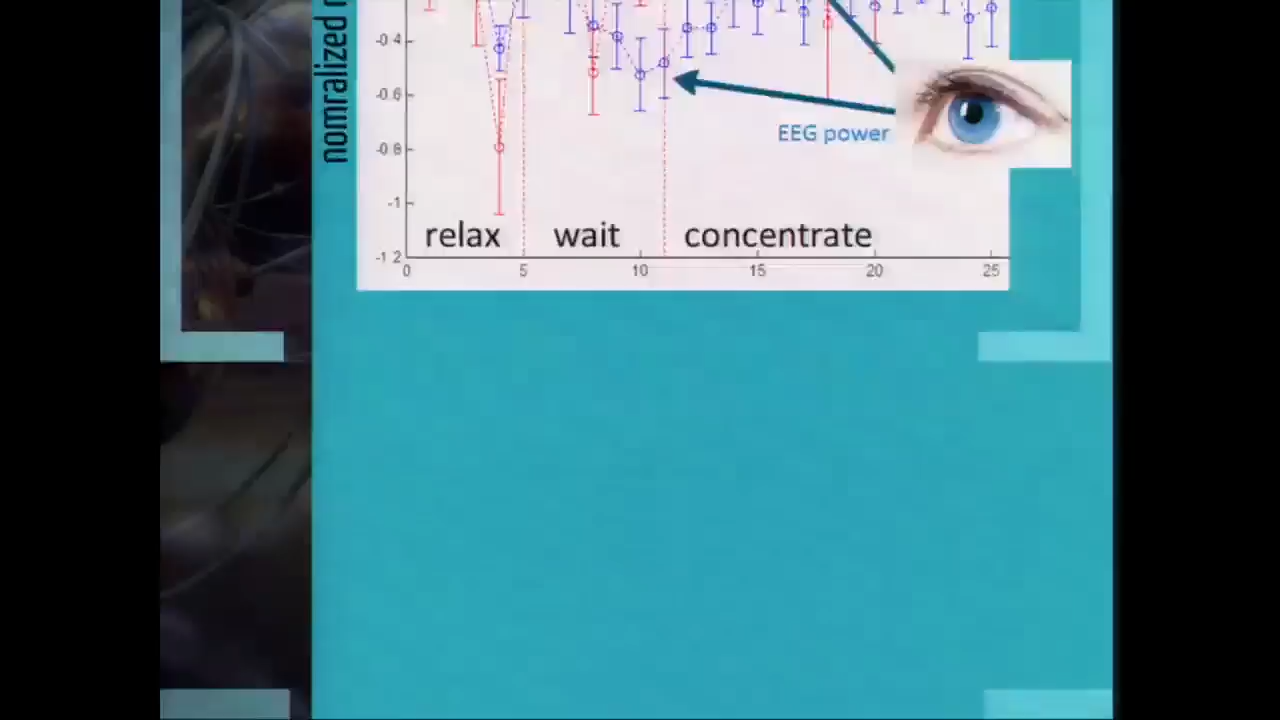 nomralized
-0 4
-0.6
-0 8
-1
-1 2
EEG power
relax wait concentrate
0 5 10 15 20 25